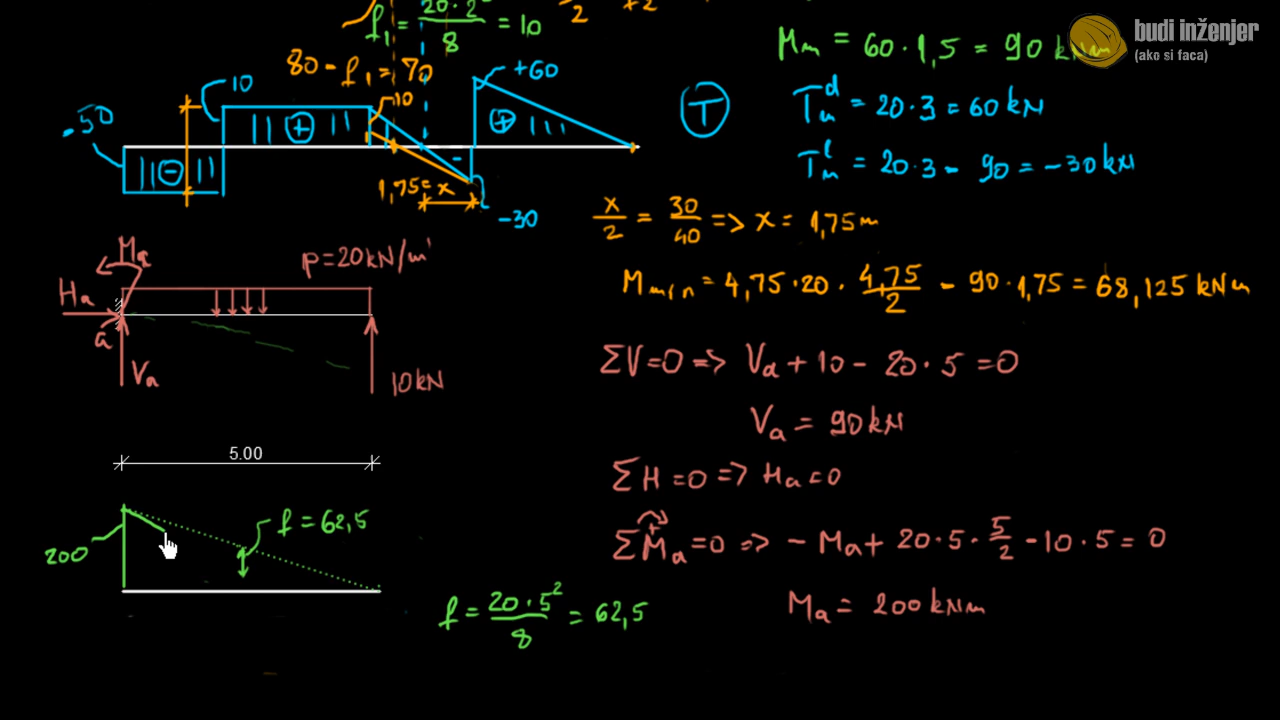 f₁ = 20·2² / 8 = 10
80 - f₁ = 70
budi inženjer
(ako si faca)
Mm = 60·1,5 = 90 kNm
-50
10
10
+60
T
Tmᵈ = 20·3 = 60 kN
Tmˡ = 20·3 - 90 = -30 kN
1,75 = x
-30
x/2 = 30/40 => x = 1,75 m
Mmin = 4,75·20·4,75/2 - 90·1,75 = 68,125 kNm
Ma
p = 20 kN/m'
Ha
a
Va
10 kN
ΣV=0 => Va + 10 - 20·5 = 0
Va = 90 kN
5.00
ΣH=0 => Ha=0
f = 62,5
200
ΣMa=0 => -Ma + 20·5·5/2 - 10·5 = 0
f = 20·5² / 8 = 62,5
Ma = 200 kNm